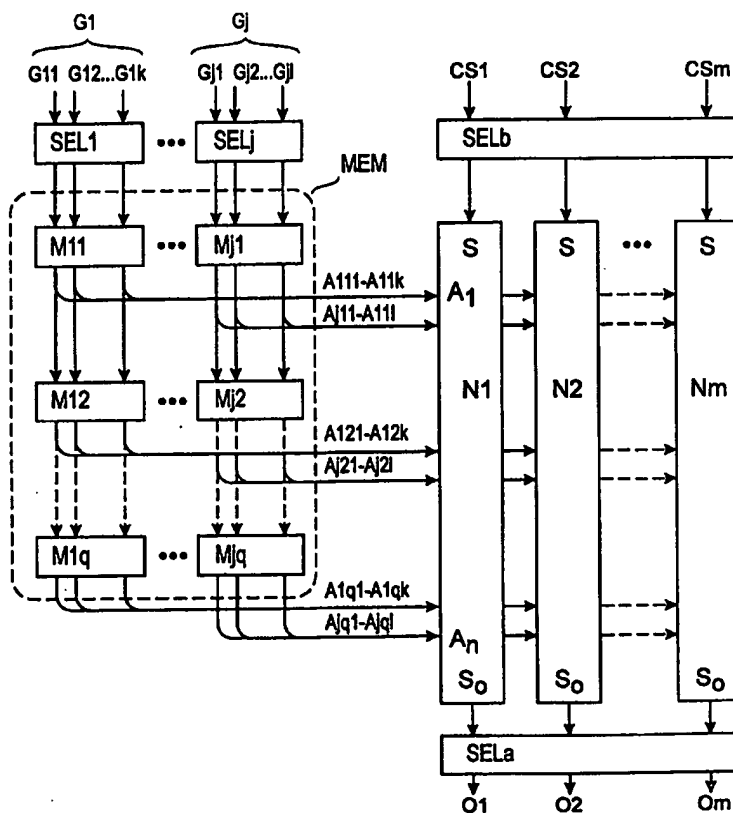 G1 Gj
G11 G12...G1k Gj1 Gj2...Gjl CS1 CS2 CSm
SEL1 ••• SELj SELb
MEM
M11 ••• Mj1 S S ••• S
A111-A11k A1
Aj11-A11l
N1 N2 Nm
M12 ••• Mj2
A121-A12k
Aj21-Aj2l
M1q ••• Mjq
A1q1-A1qk
Ajq1-Ajql An
So So So
SELa
O1 O2 Om